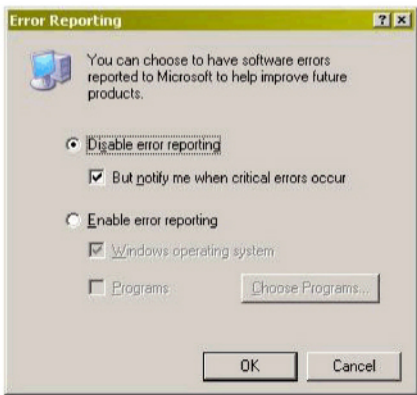 Error Reporting
You can choose to have software errors
reported to Microsoft to help improve future
products.
Disable error reporting
But notify me when critical errors occur
Enable error reporting
Windows operating system
Programs
Choose Programs...
OK
Cancel